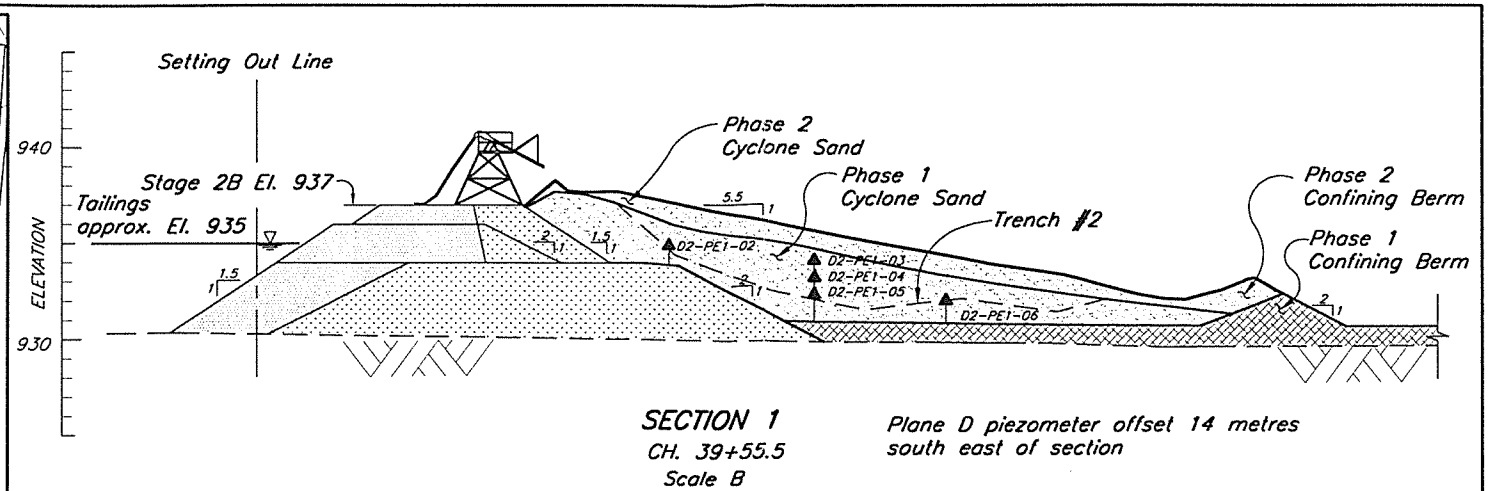 Setting Out Line
940
Stage 2B El. 937
Tailings
approx. El. 935
ELEVATION
930
1.5
1
2
1
1.5
1
2
1
Phase 2
Cyclone Sand
5.5
1
Phase 1
Cyclone Sand
Trench #2
Phase 2
Confining Berm
Phase 1
Confining Berm
2
1
D2-PE1-02
D2-PE1-03
D2-PE1-04
D2-PE1-05
D2-PE1-06
SECTION 1
CH. 39+55.5
Scale B
Plane D piezometer offset 14 metres
south east of section